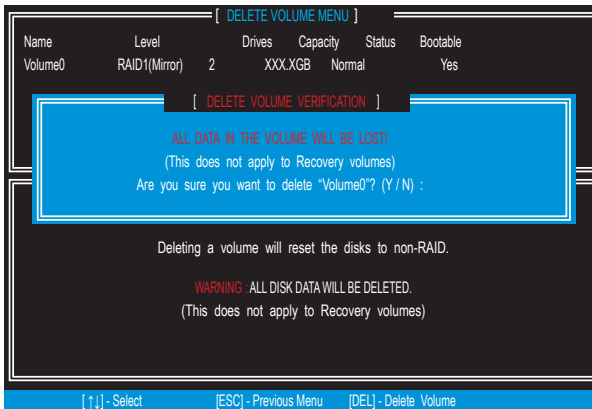 [ DELETE VOLUME MENU ]
Name Level Drives Capacity Status Bootable
Volume0 RAID1(Mirror) 2 XXX.XGB Normal Yes
[ DELETE VOLUME VERIFICATION ]
ALL DATA IN THE VOLUME WILL BE LOST!
(This does not apply to Recovery volumes)
Are you sure you want to delete “Volume0”? (Y / N) :
Deleting a volume will reset the disks to non-RAID.
WARNING : ALL DISK DATA WILL BE DELETED.
(This does not apply to Recovery volumes)
[ ↑↓] - Select [ESC] - Previous Menu [DEL] - Delete Volume